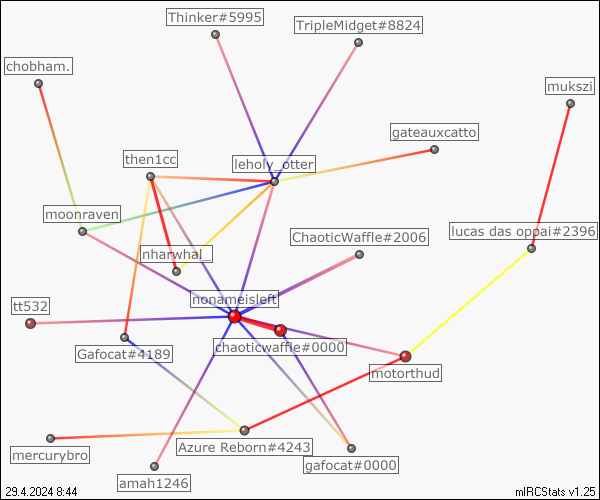 Thinker#5995
TripleMidget#8824
chobham.
mukszi
gateauxcatto
then1cc
leholy_otter
moonraven
lucas das oppai#2396
ChaoticWaffle#2006
nharwhal_
nonameisleft
tt532
chaoticwaffle#0000
Gafocat#4189
motorthud
Azure Reborn#4243
mercurybro
gafocat#0000
amah1246
29.4.2024 8:44
mIRCStats v1.25